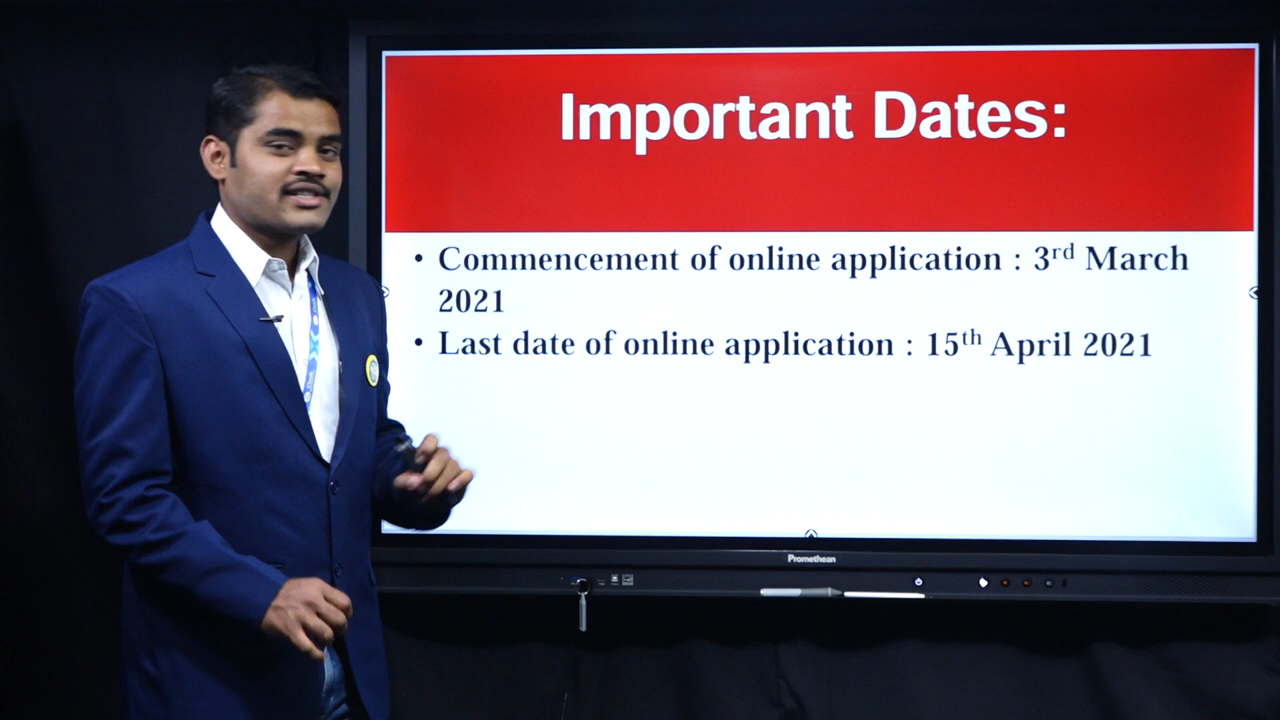 Important Dates:
• Commencement of online application : 3rd March
2021
• Last date of online application : 15th April 2021
Promethean